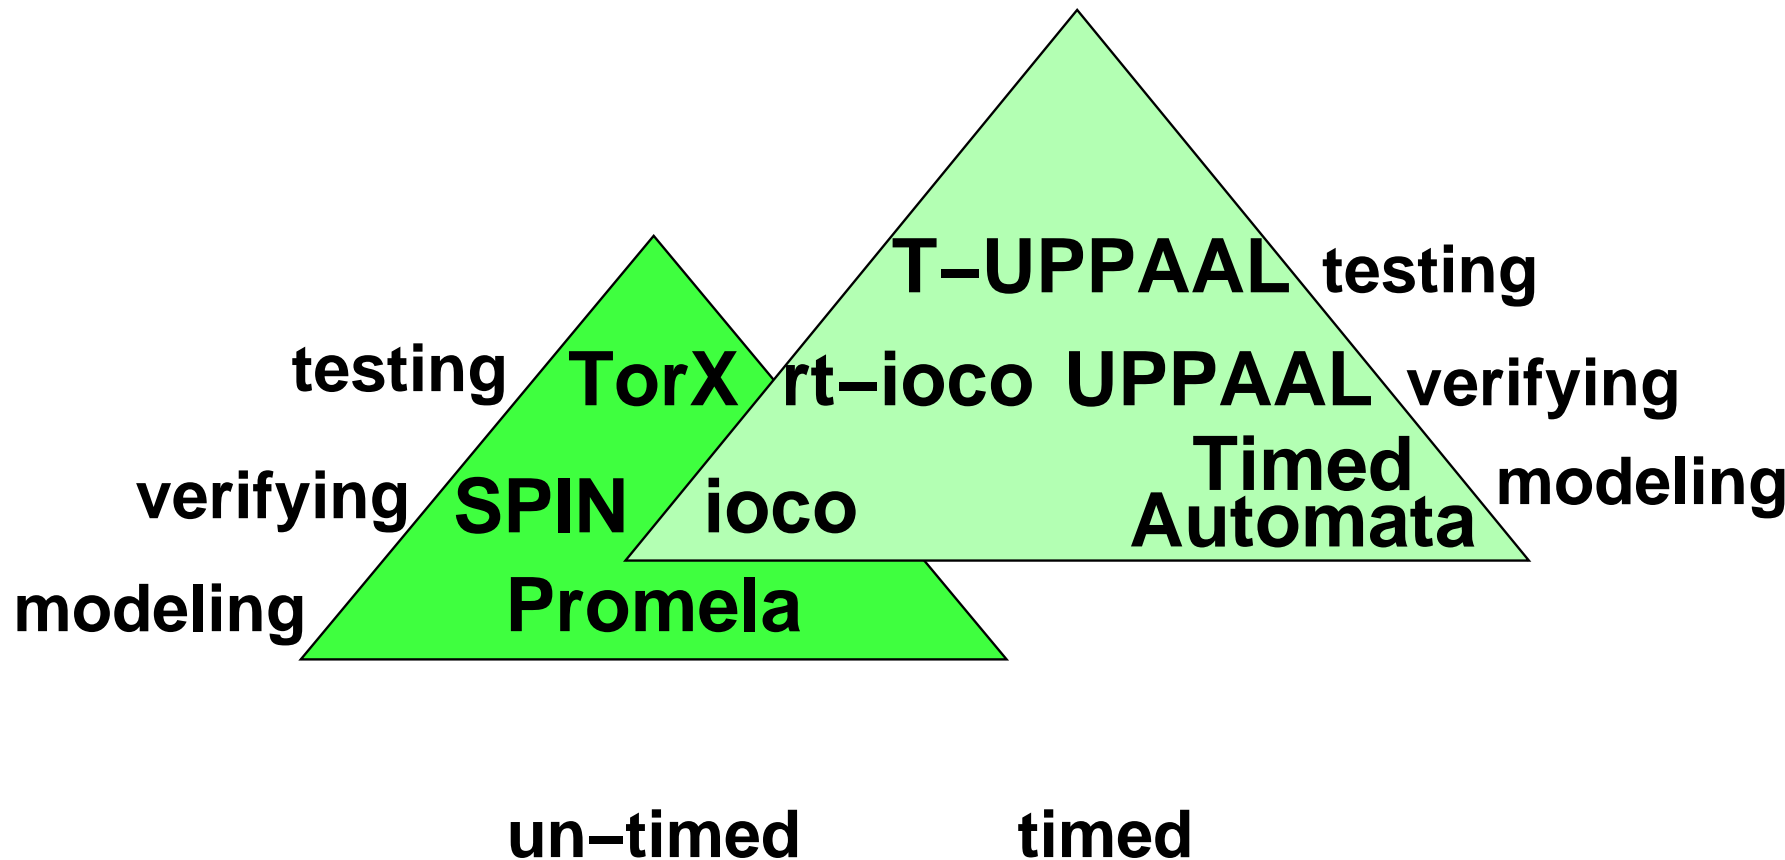 T–UPPAAL testing
testing TorX rt–ioco UPPAAL verifying
verifying SPIN ioco Timed Automata modeling
modeling Promela
un–timed timed